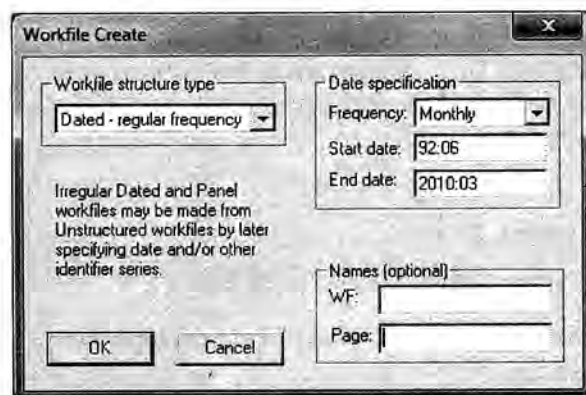 Workfile Create
Workfile structure type
Dated - regular frequency
Irregular Dated and Panel
workfiles may be made from
Unstructured workfiles by later
specifying date and/or other
identifier series.
OK
Cancel
Date specification
Frequency: Monthly
Start date: 92:06
End date: 2010:03
Names (optional)
WF:
Page: